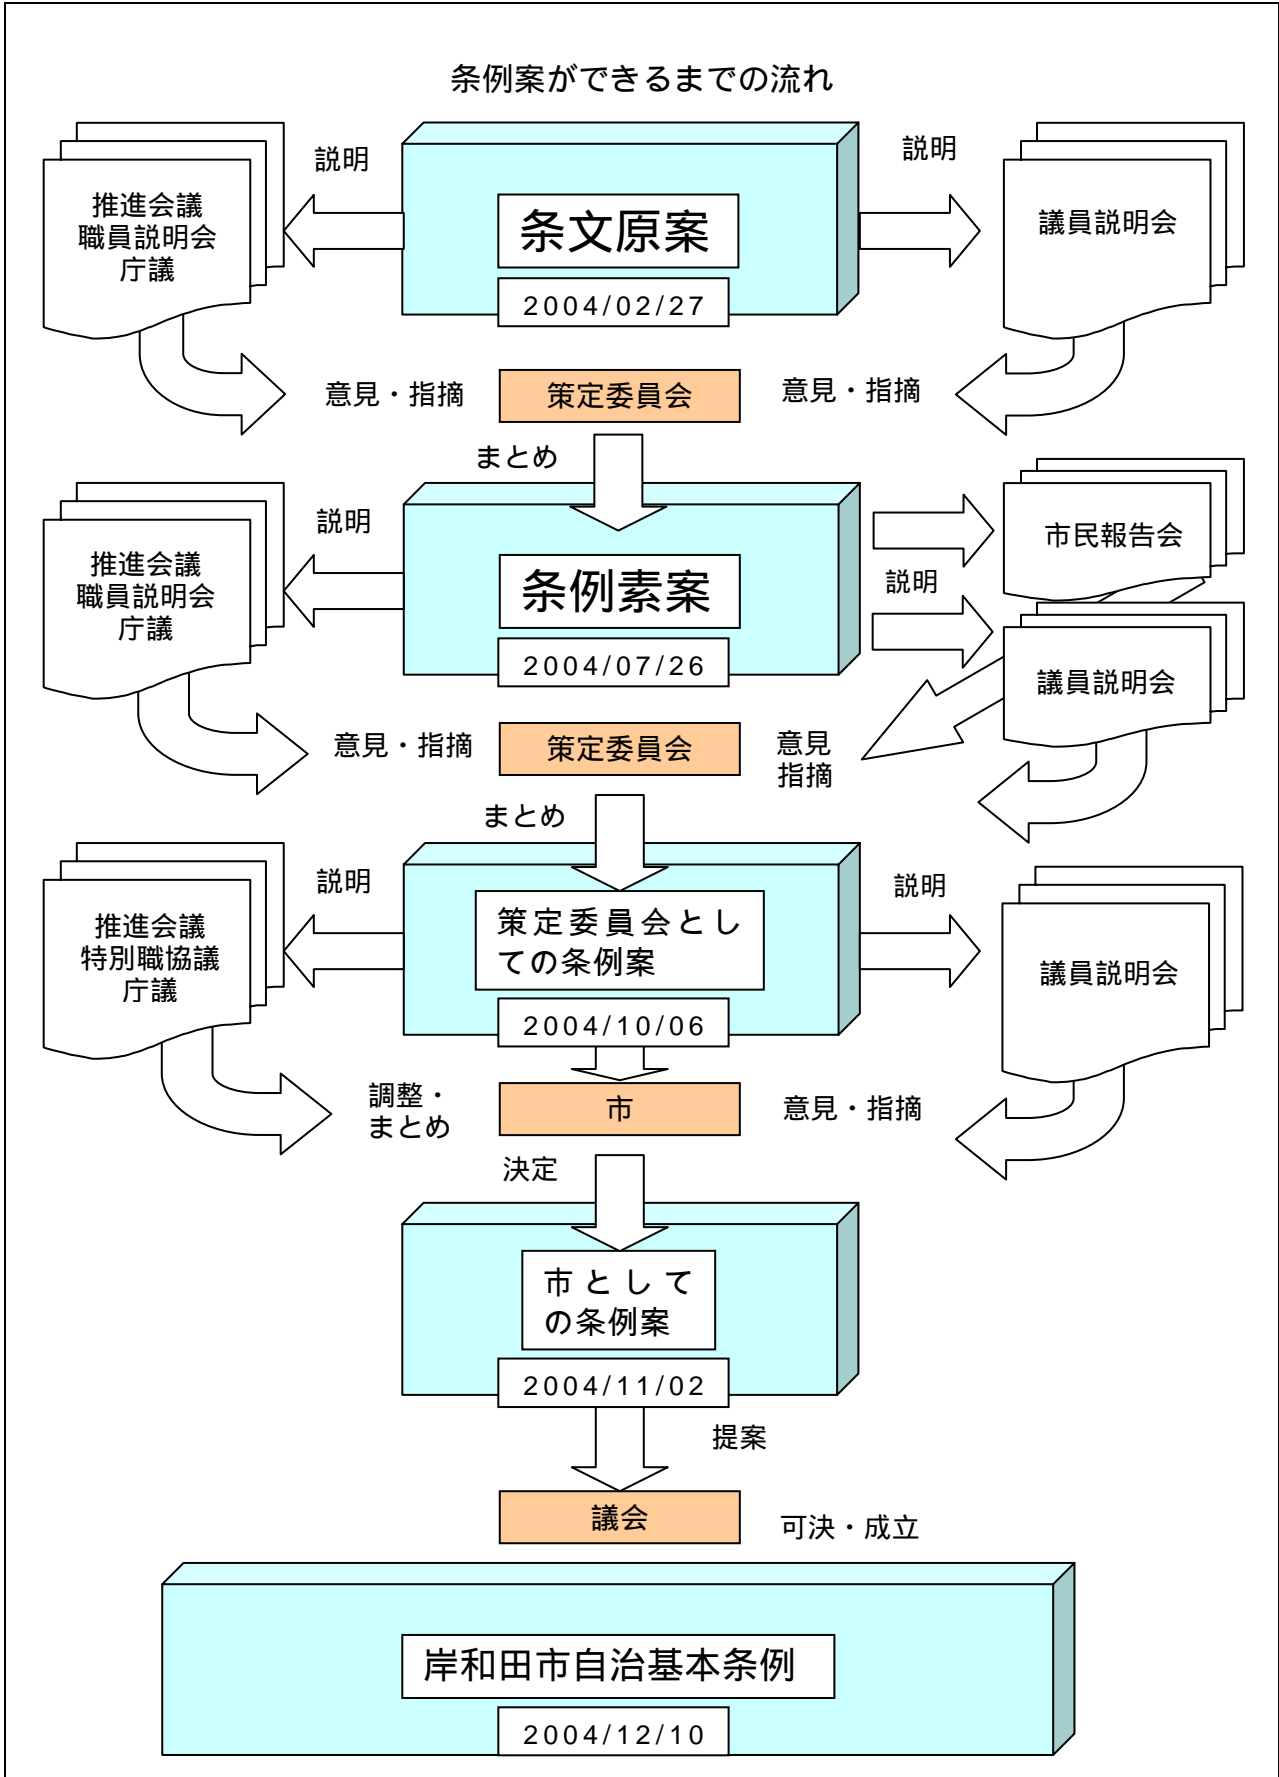 条例案ができるまでの流れ
説明
推進会議
職員説明会
庁議
条文原案
2004/02/27
説明
議員説明会
意見・指摘
策定委員会
意見・指摘
まとめ
説明
推進会議
職員説明会
庁議
条例素案
2004/07/26
説明
市民報告会
議員説明会
意見・指摘
策定委員会
意見
指摘
まとめ
説明
推進会議
特別職協議
庁議
策定委員会とし
ての条例案
2004/10/06
説明
議員説明会
調整・
まとめ
市
意見・指摘
決定
市として
の条例案
2004/11/02
提案
議会
可決・成立
岸和田市自治基本条例
2004/12/10